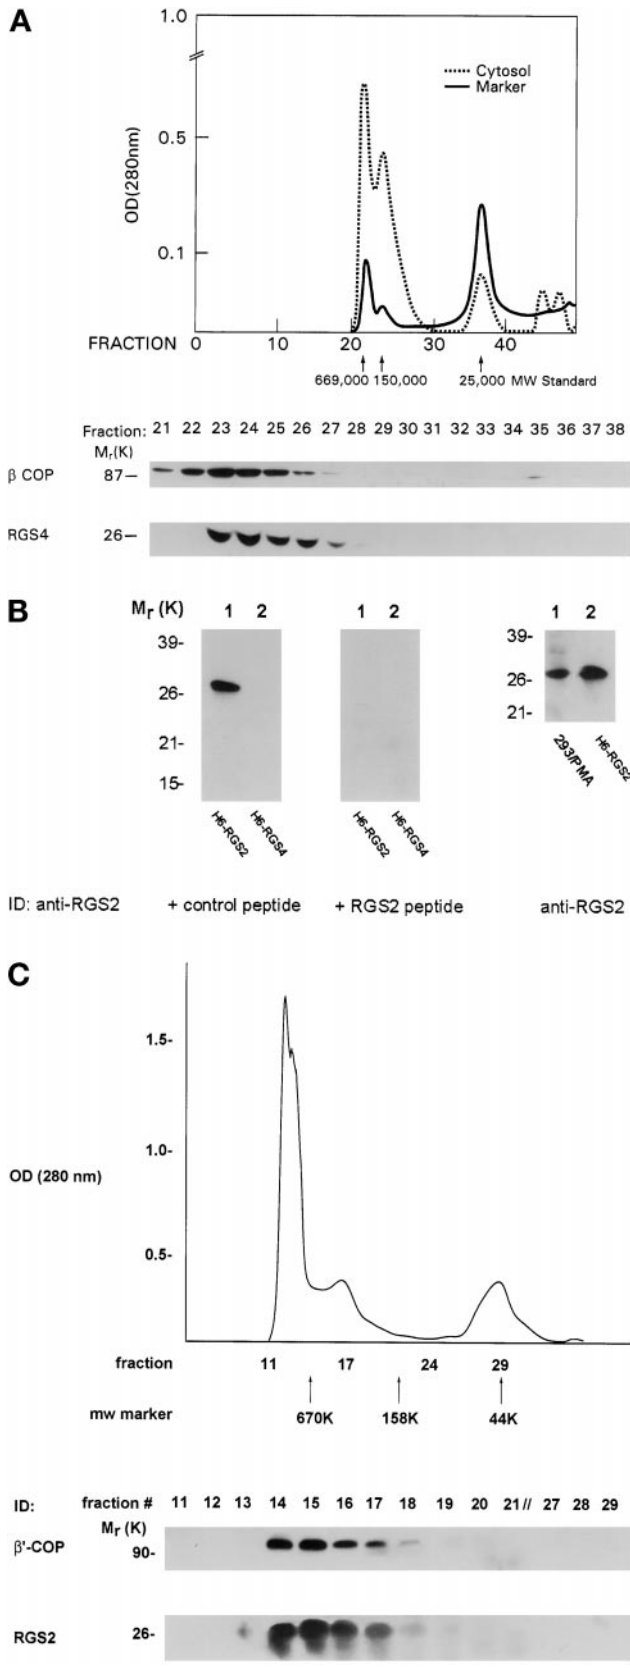 A
1.0
Cytosol
Marker
0.5
OD(280nm)
0.1
FRACTION 0 10 20 30 40
669,000 150,000 25,000 MW Standard
Fraction: 21 22 23 24 25 26 27 28 29 30 31 32 33 34 35 36 37 38
Mr(K)
β COP 87—
RGS4 26—
B
Mr (K) 1 2 1 2 1 2
39- 39-
26- 26-
21- 21-
15-
H6-RGS2 H6-RGS4 H6-RGS2 H6-RGS4 293/PMA H6-RGS2
ID: anti-RGS2 + control peptide + RGS2 peptide anti-RGS2
C
1.5-
1.0-
OD (280 nm)
0.5-
fraction 11 17 24 29
mw marker 670K 158K 44K
ID: fraction # 11 12 13 14 15 16 17 18 19 20 21 // 27 28 29
Mr (K)
β'-COP 90-
RGS2 26-